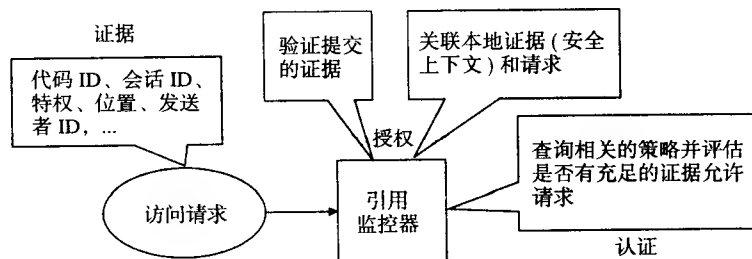 证据
代码 ID、会话 ID、
特权、位置、发送
者 ID，...
验证提交
的证据
关联本地证据 (安全
上下文) 和请求
授权
访问请求
引用
监控器
查询相关的策略并评估
是否有充足的证据允许
请求
认证